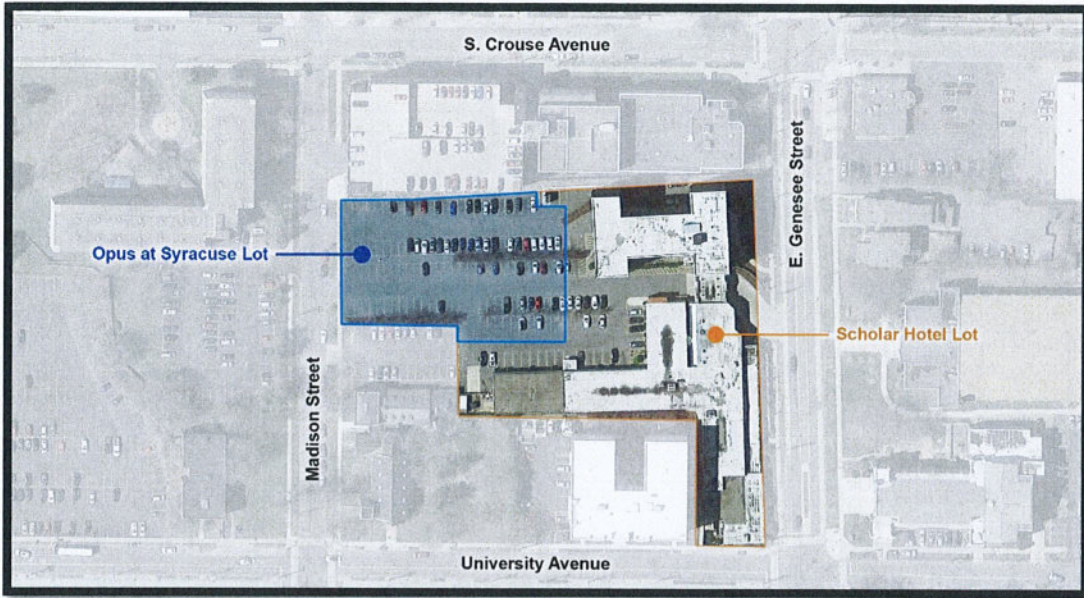 S. Crouse Avenue
E. Genesee Street
Opus at Syracuse Lot
Scholar Hotel Lot
Madison Street
University Avenue